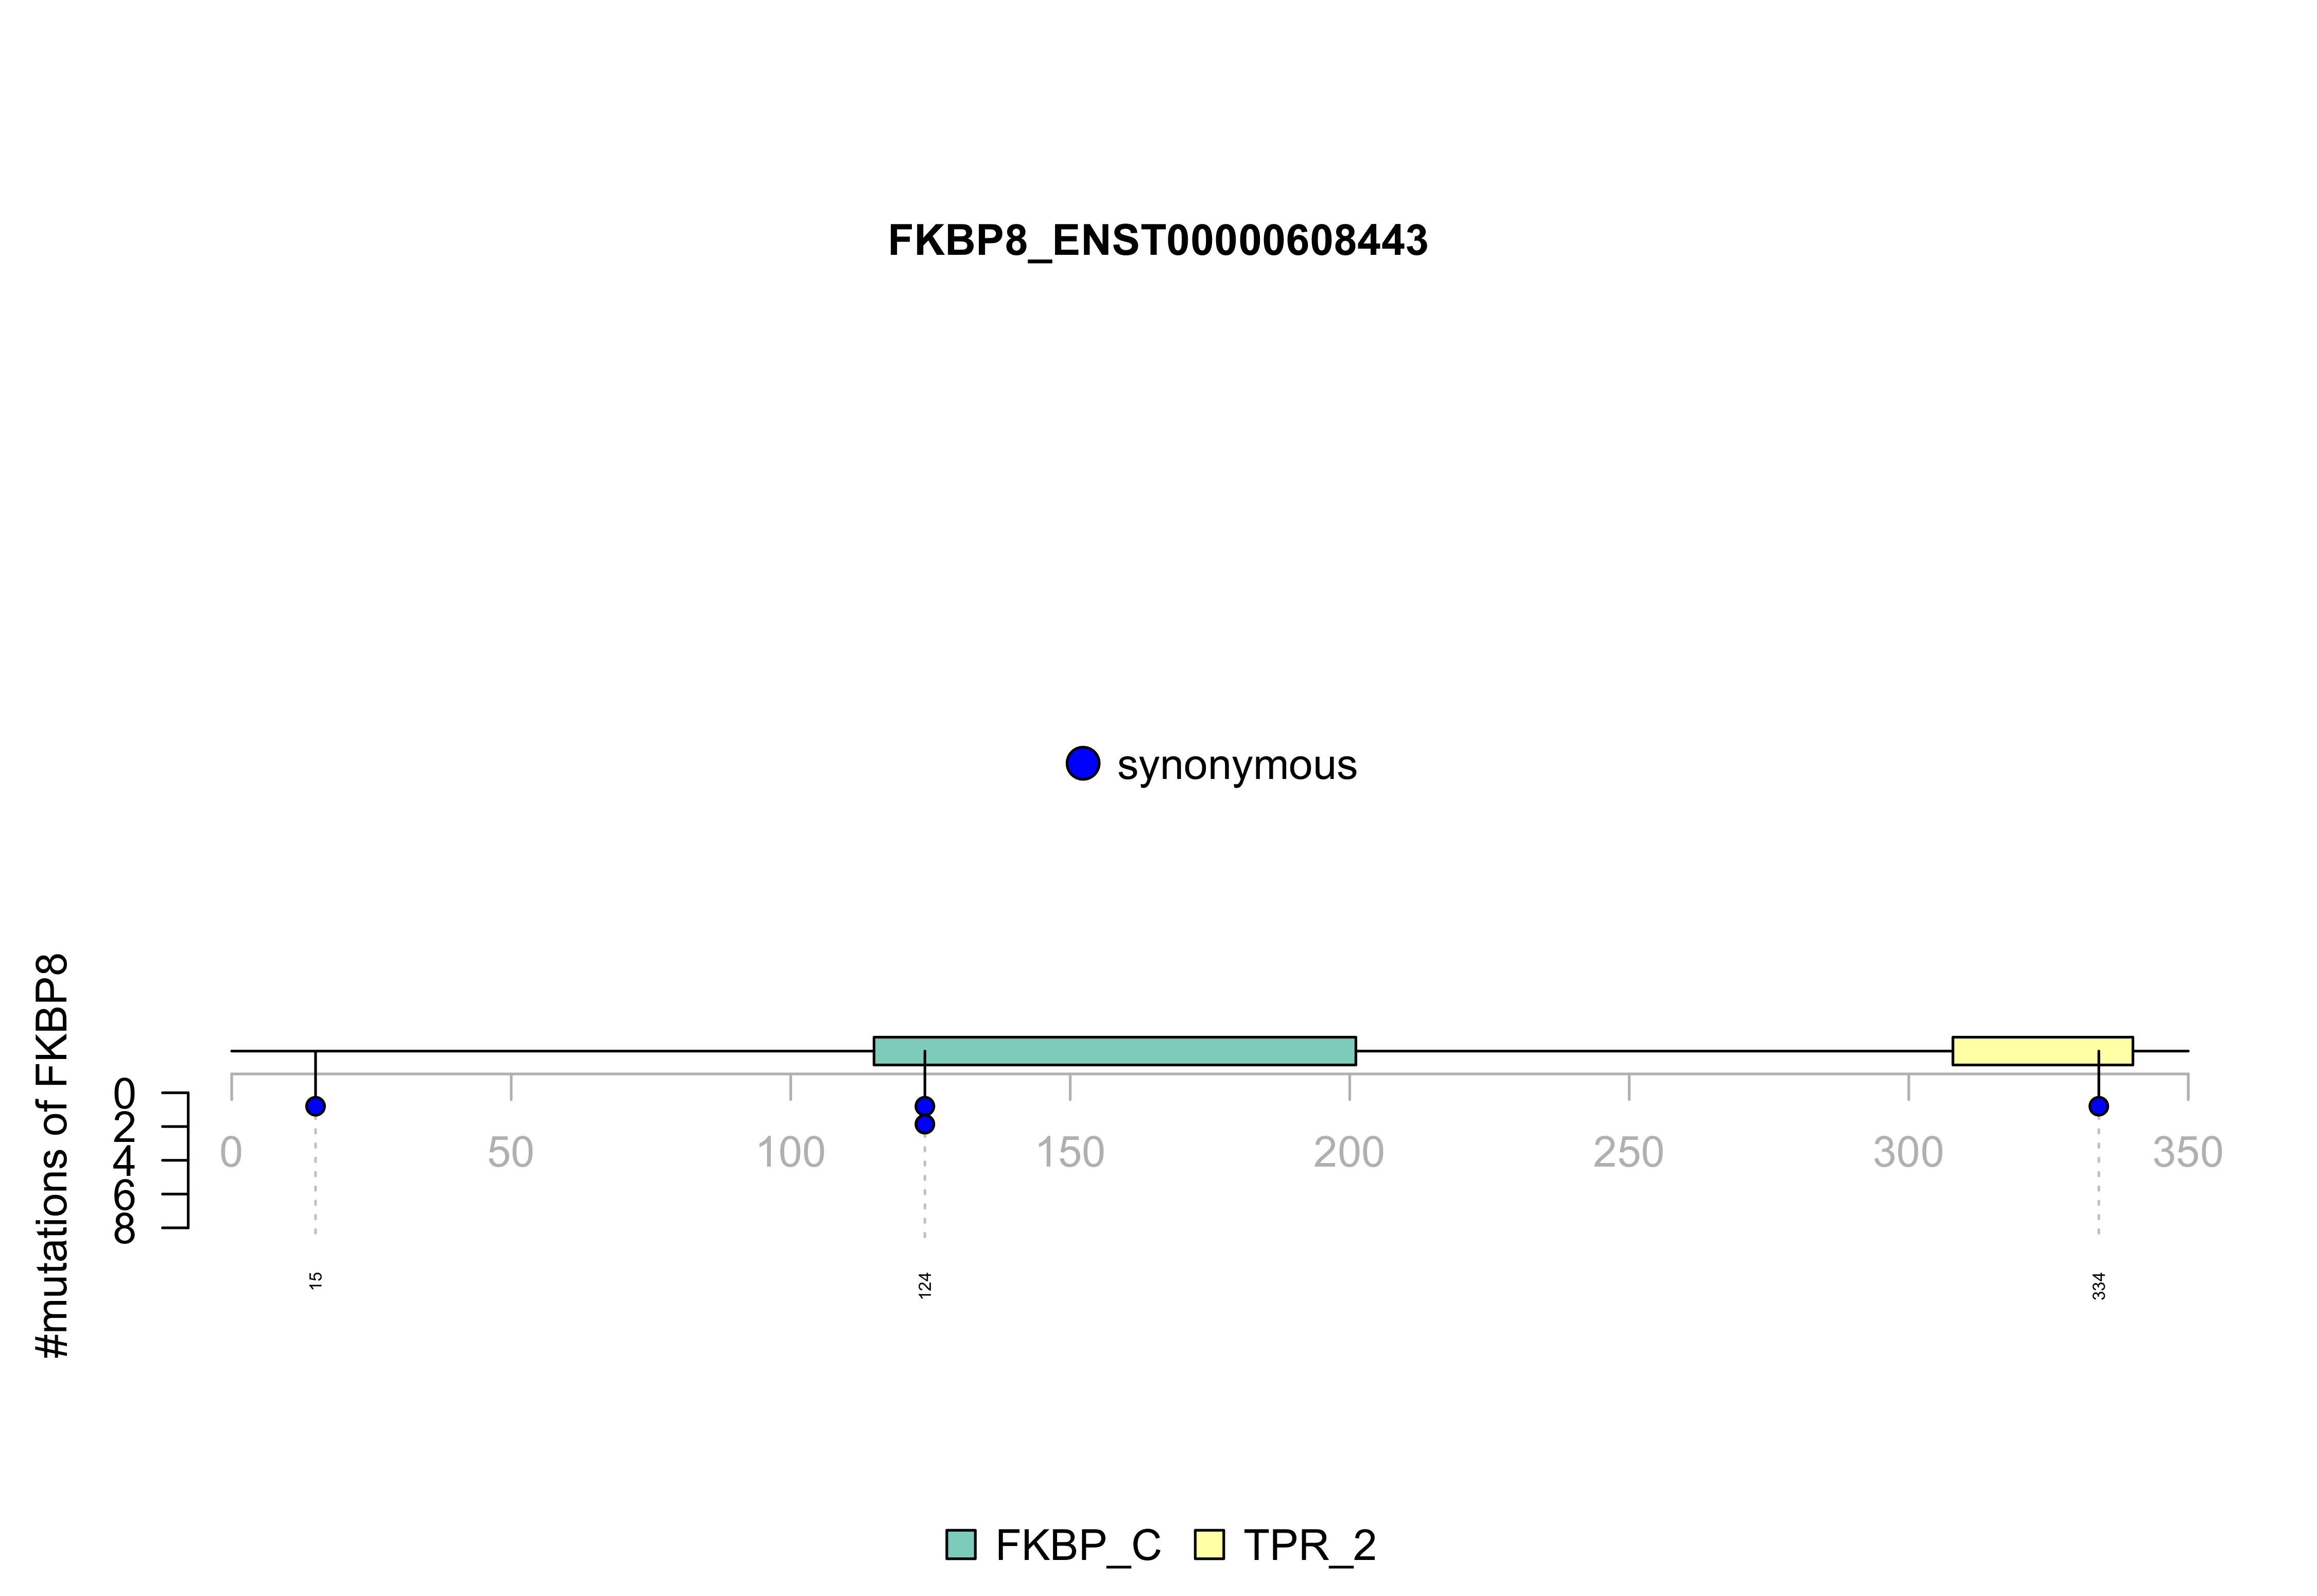 FKBP8_ENST00000608443
synonymous
#mutations of FKBP8
0
2
4
6
8
0 50 100 150 200 250 300 350
15 124 334
FKBP_C TPR_2